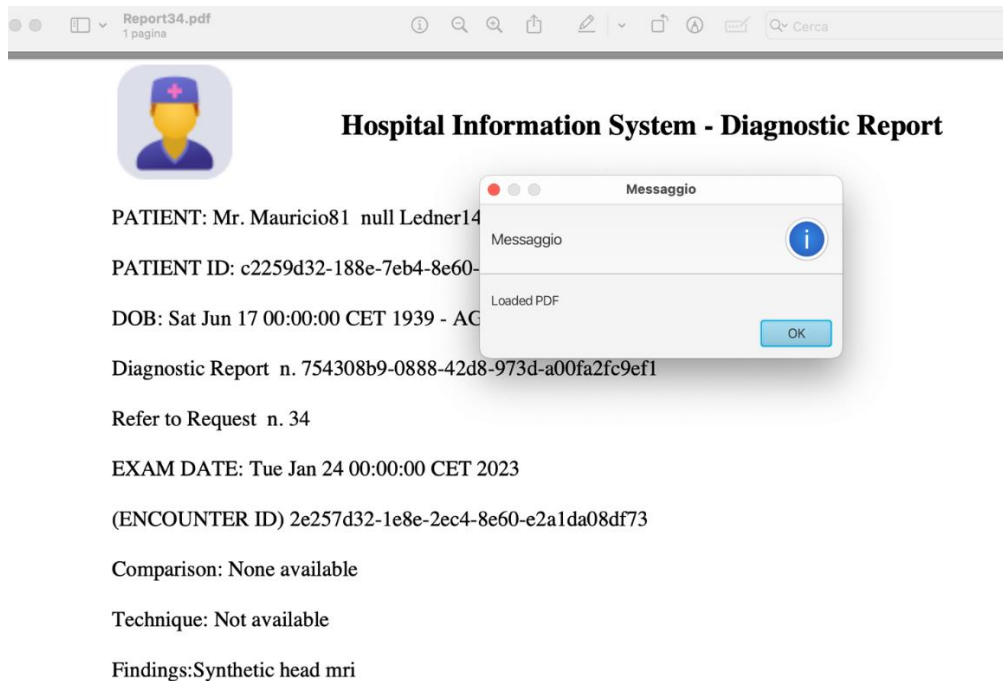 Report34.pdf
1 pagina
Cerca
Hospital Information System - Diagnostic Report
Messaggio
Messaggio
Loaded PDF
OK
PATIENT: Mr. Mauricio81 null Ledner14
PATIENT ID: c2259d32-188e-7eb4-8e60-
DOB: Sat Jun 17 00:00:00 CET 1939 - AG
Diagnostic Report n. 754308b9-0888-42d8-973d-a00fa2fc9ef1
Refer to Request n. 34
EXAM DATE: Tue Jan 24 00:00:00 CET 2023
(ENCOUNTER ID) 2e257d32-1e8e-2ec4-8e60-e2a1da08df73
Comparison: None available
Technique: Not available
Findings:Synthetic head mri